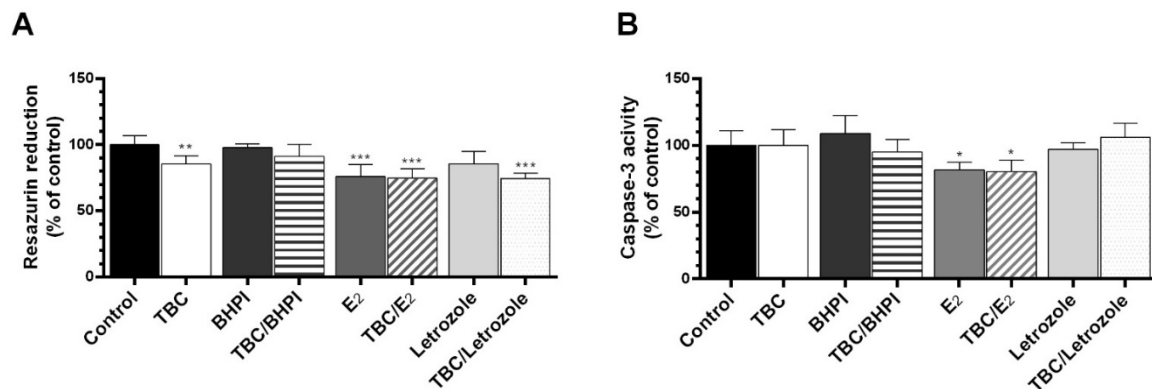 A
Resazurin reduction
(% of control)
150
100
50
0
**
***
***
***
Control
TBC
BHPI
TBC/BHPI
E₂
TBC/E₂
Letrozole
TBC/Letrozole
B
Caspase-3 acivity
(% of control)
150
100
50
0
*
*
Control
TBC
BHPI
TBC/BHPI
E₂
TBC/E₂
Letrozole
TBC/Letrozole